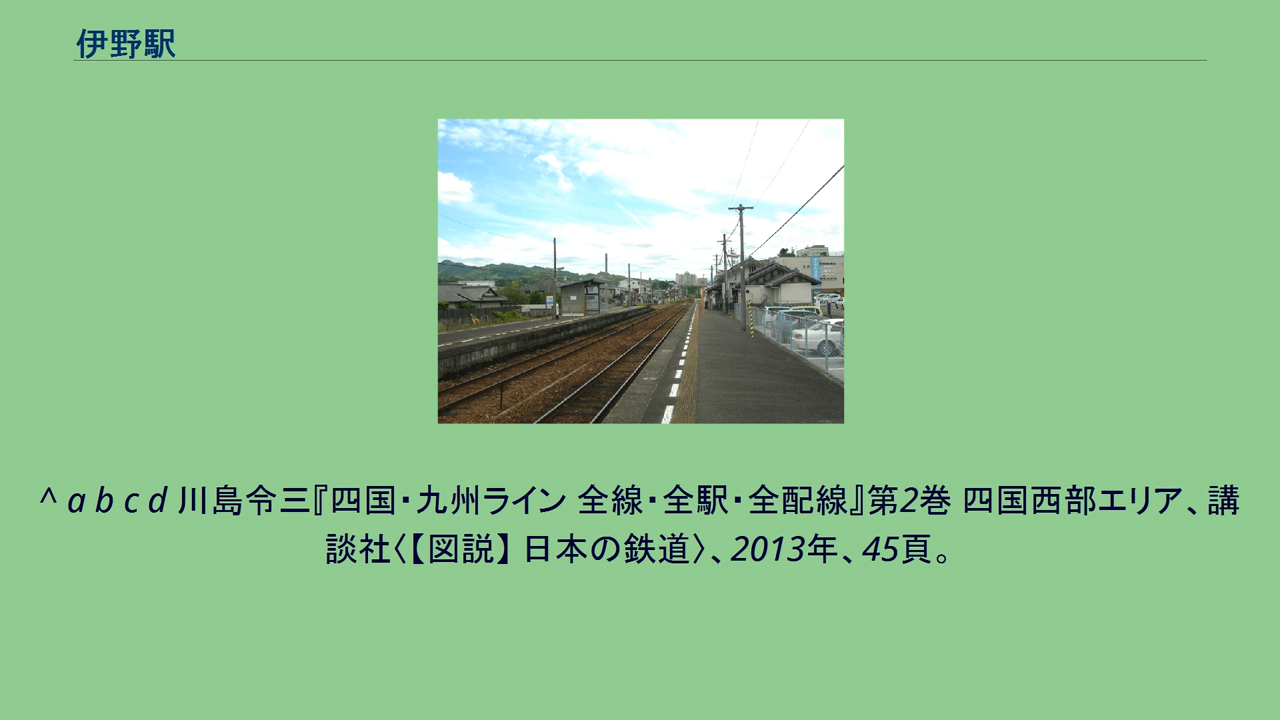 伊野駅
^ a b c d 川島令三『四国・九州ライン 全線・全駅・全配線』第2巻 四国西部エリア、講
談社〈【図説】 日本の鉄道〉、2013年、45頁。